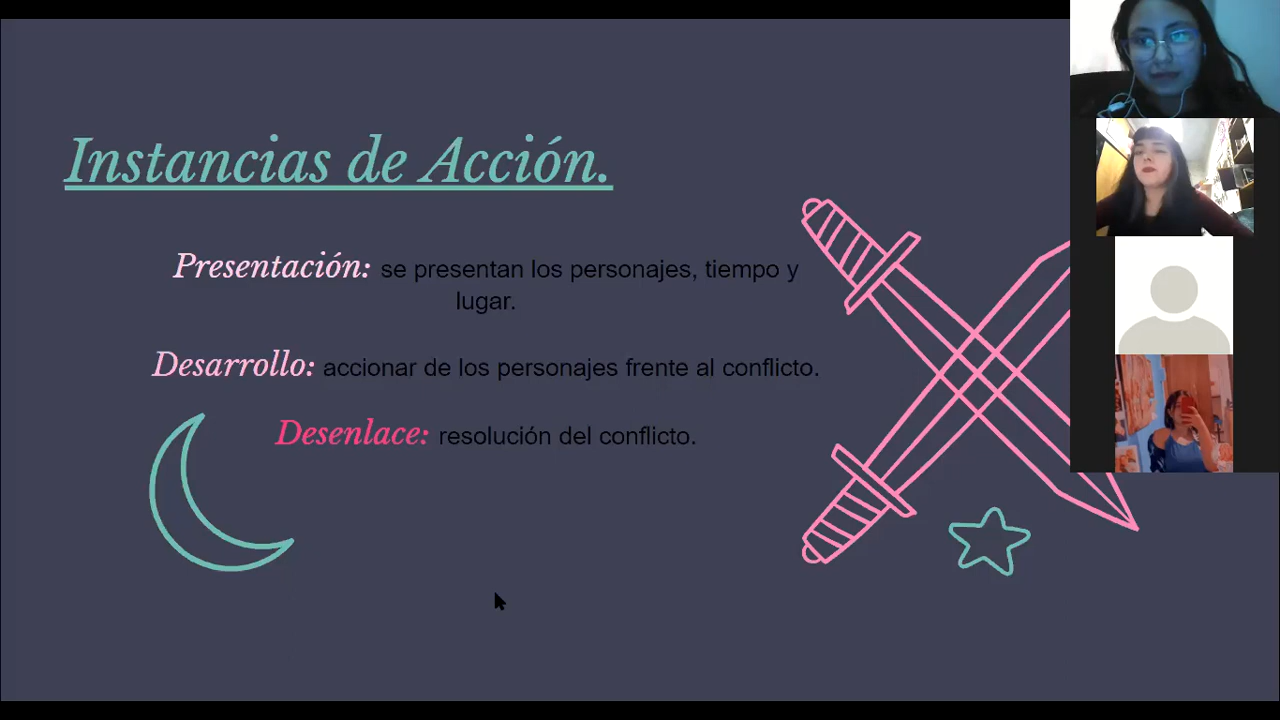 Instancias de Acción.
Presentación: se presentan los personajes, tiempo y
lugar.
Desarrollo: accionar de los personajes frente al conflicto.
Desenlace: resolución del conflicto.